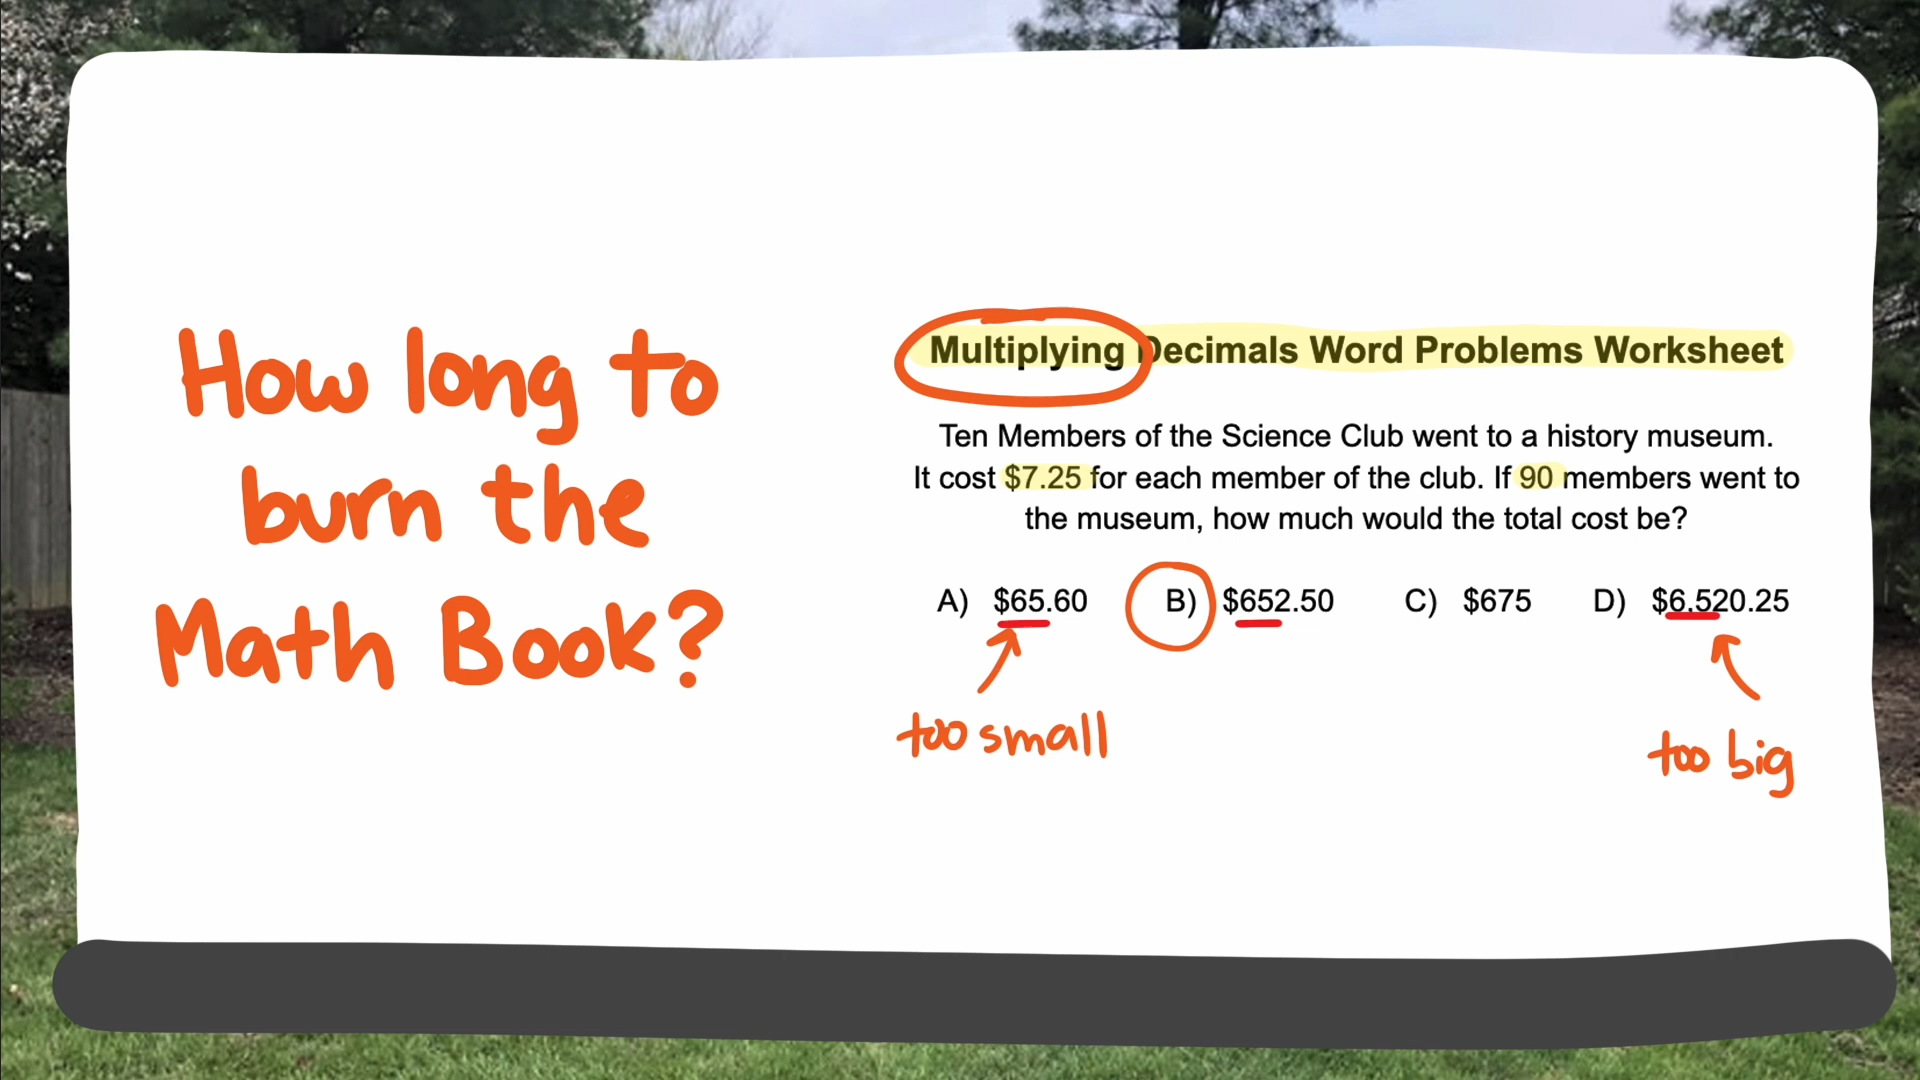 How long to
burn the
Math Book?
Multiplying Decimals Word Problems Worksheet
Ten Members of the Science Club went to a history museum.
It cost $7.25 for each member of the club. If 90 members went to
the museum, how much would the total cost be?
A) $65.60 B) $652.50 C) $675 D) $6,520.25
too small
too big